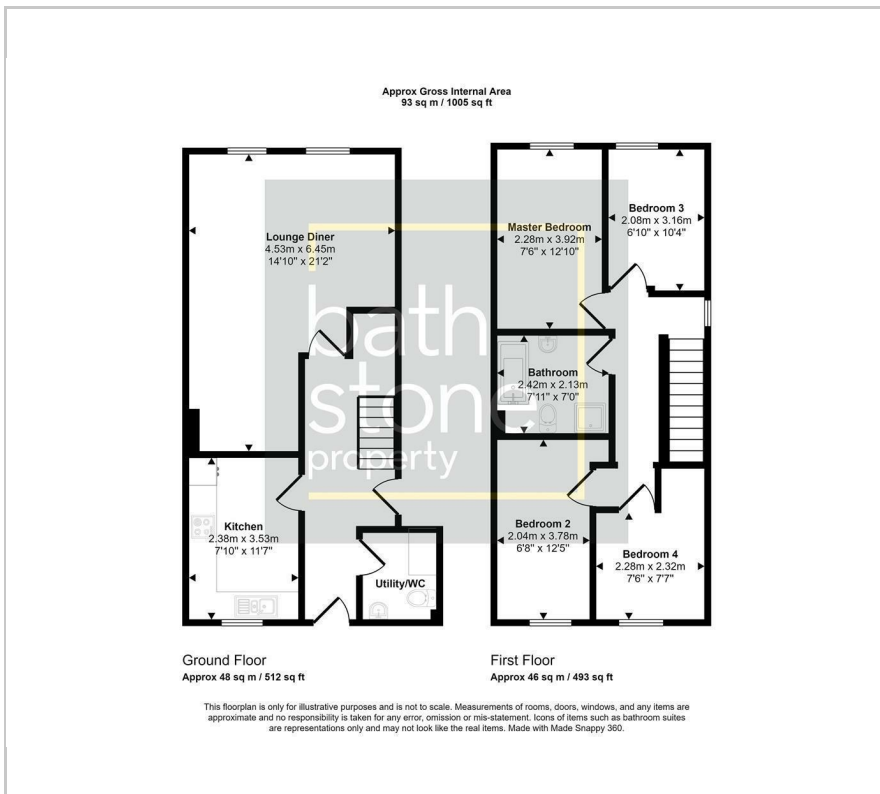 Approx Gross Internal Area
93 sq m / 1005 sq ft
Lounge Diner
4.53m x 6.45m
14'10" x 21'2"
Kitchen
2.38m x 3.53m
7'10" x 11'7"
Utility/WC
Master Bedroom
2.28m x 3.92m
7'6" x 12'10"
Bedroom 3
2.08m x 3.16m
6'10" x 10'4"
Bathroom
2.42m x 2.13m
7'11" x 7'0"
Bedroom 2
2.04m x 3.78m
6'8" x 12'5"
Bedroom 4
2.28m x 2.32m
7'6" x 7'7"
bath
stone
property
Ground Floor
Approx 48 sq m / 512 sq ft
First Floor
Approx 46 sq m / 493 sq ft
This floorplan is only for illustrative purposes and is not to scale. Measurements of rooms, doors, windows, and any items are
approximate and no responsibility is taken for any error, omission or mis-statement. Icons of items such as bathroom suites
are representations only and may not look like the real items. Made with Made Snappy 360.